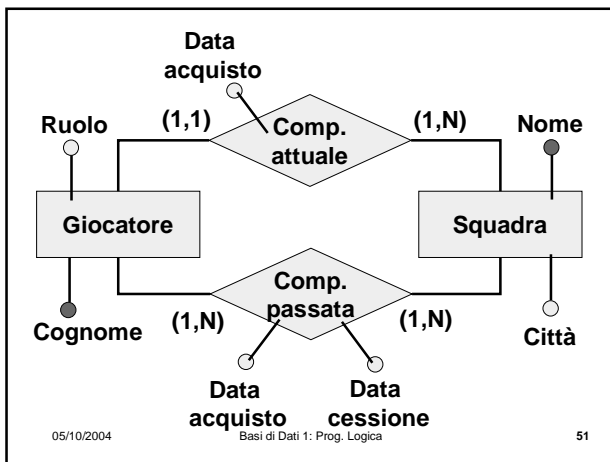 Data
acquisto
Ruolo
(1,1)
Comp.
attuale
(1,N)
Nome
Giocatore
Squadra
Comp.
passata
Cognome
(1,N)
(1,N)
Città
Data
acquisto
Data
cessione
05/10/2004
Basi di Dati 1: Prog. Logica
51